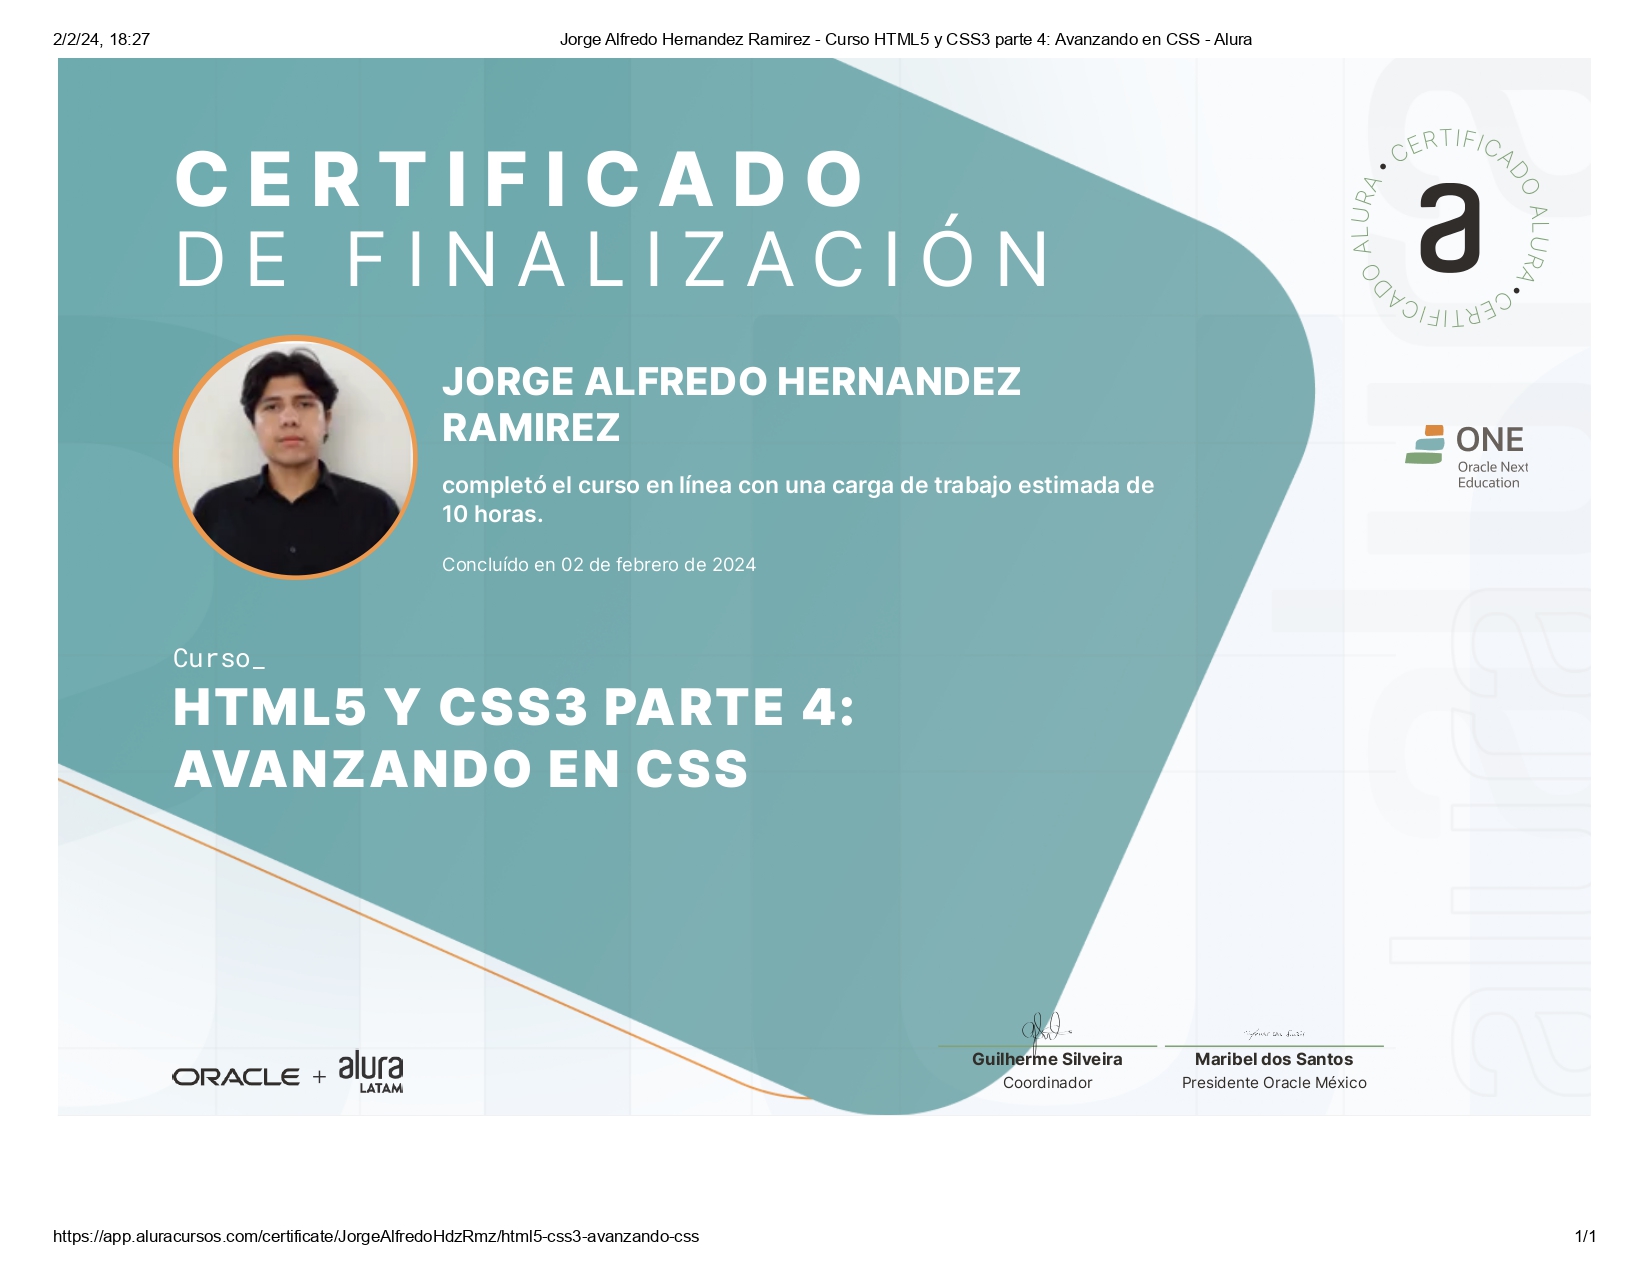 2/2/24, 18:27
Jorge Alfredo Hernandez Ramirez - Curso HTML5 y CSS3 parte 4: Avanzando en CSS - Alura
CERTIFICADO
DE FINALIZACIÓN
CERTIFICADO ALURA • CERTIFICADO ALURA •
a
JORGE ALFREDO HERNANDEZ
RAMIREZ
completó el curso en línea con una carga de trabajo estimada de
10 horas.
Concluído en 02 de febrero de 2024
ONE
Oracle Next
Education
Curso_
HTML5 Y CSS3 PARTE 4:
AVANZANDO EN CSS
alura
ORACLE + alura
LATAM
Guilherme Silveira
Coordinador
Maribel dos Santos
Presidente Oracle México
https://app.aluracursos.com/certificate/JorgeAlfredoHdzRmz/html5-css3-avanzando-css
1/1